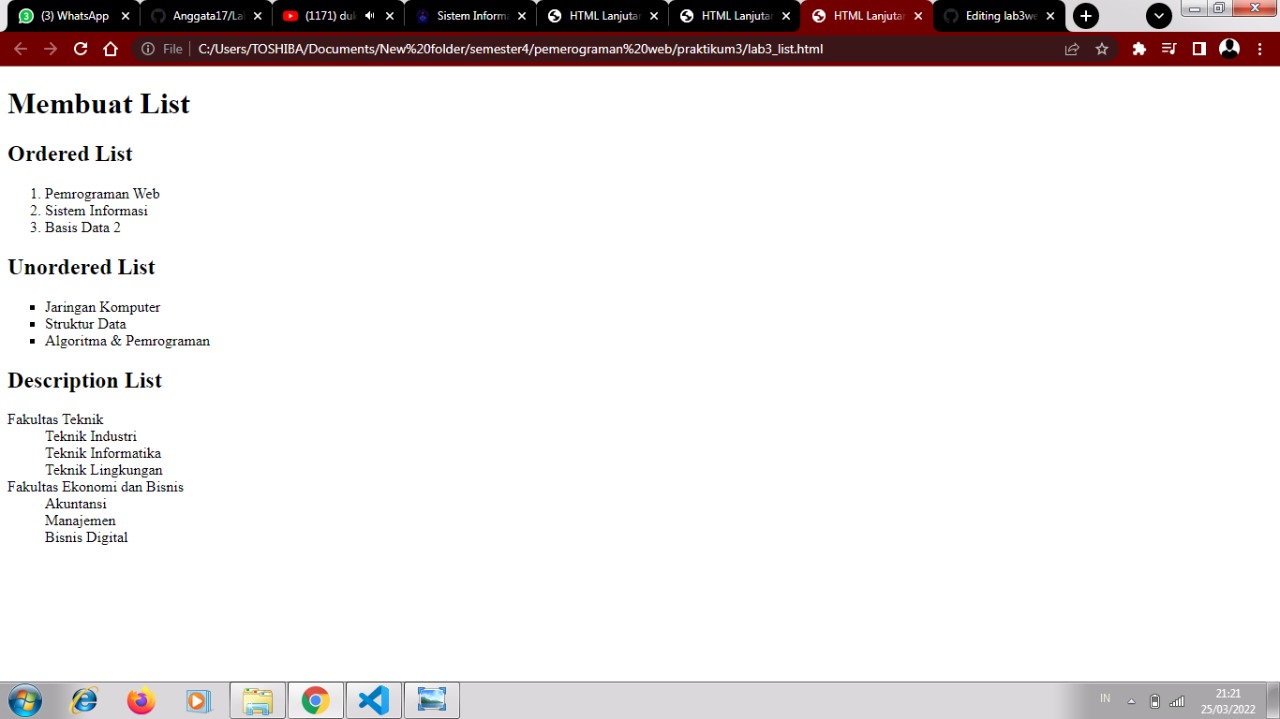 (3) WhatsApp
Anggata17/La
(1171) du
Sistem Inform
HTML Lanjutan
HTML Lanjutan
HTML Lanjutan
Editing lab3we
File
C:/Users/TOSHIBA/Documents/New%20folder/semester4/pemerograman%20web/praktikum3/lab3_list.html
Membuat List
Ordered List
1. Pemrograman Web
2. Sistem Informasi
3. Basis Data 2
Unordered List
Jaringan Komputer
Struktur Data
Algoritma & Pemrograman
Description List
Fakultas Teknik
Teknik Industri
Teknik Informatika
Teknik Lingkungan
Fakultas Ekonomi dan Bisnis
Akuntansi
Manajemen
Bisnis Digital
IN
21:21
25/03/2022